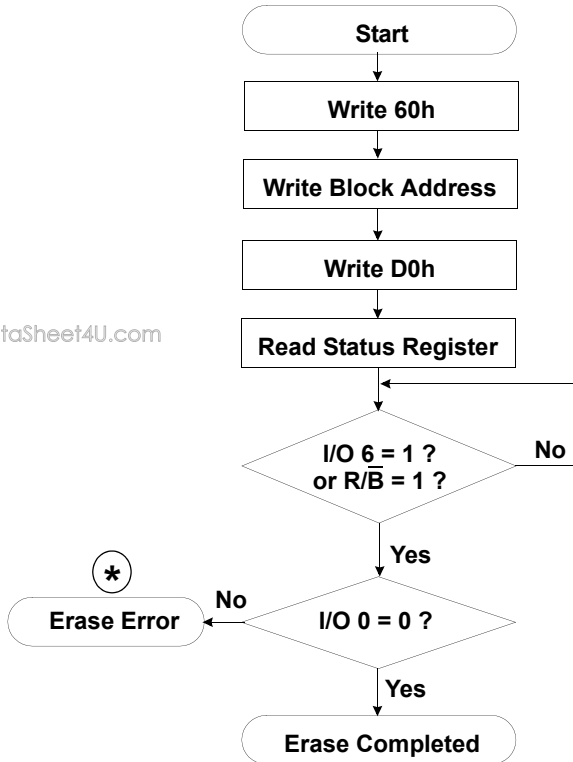 Start
Write 60h
Write Block Address
Write D0h
taSheet4U.com
Read Status Register
I/O 6 = 1 ?
or R/B̅ = 1 ?
No
Yes
*
No
Erase Error
I/O 0 = 0 ?
Yes
Erase Completed